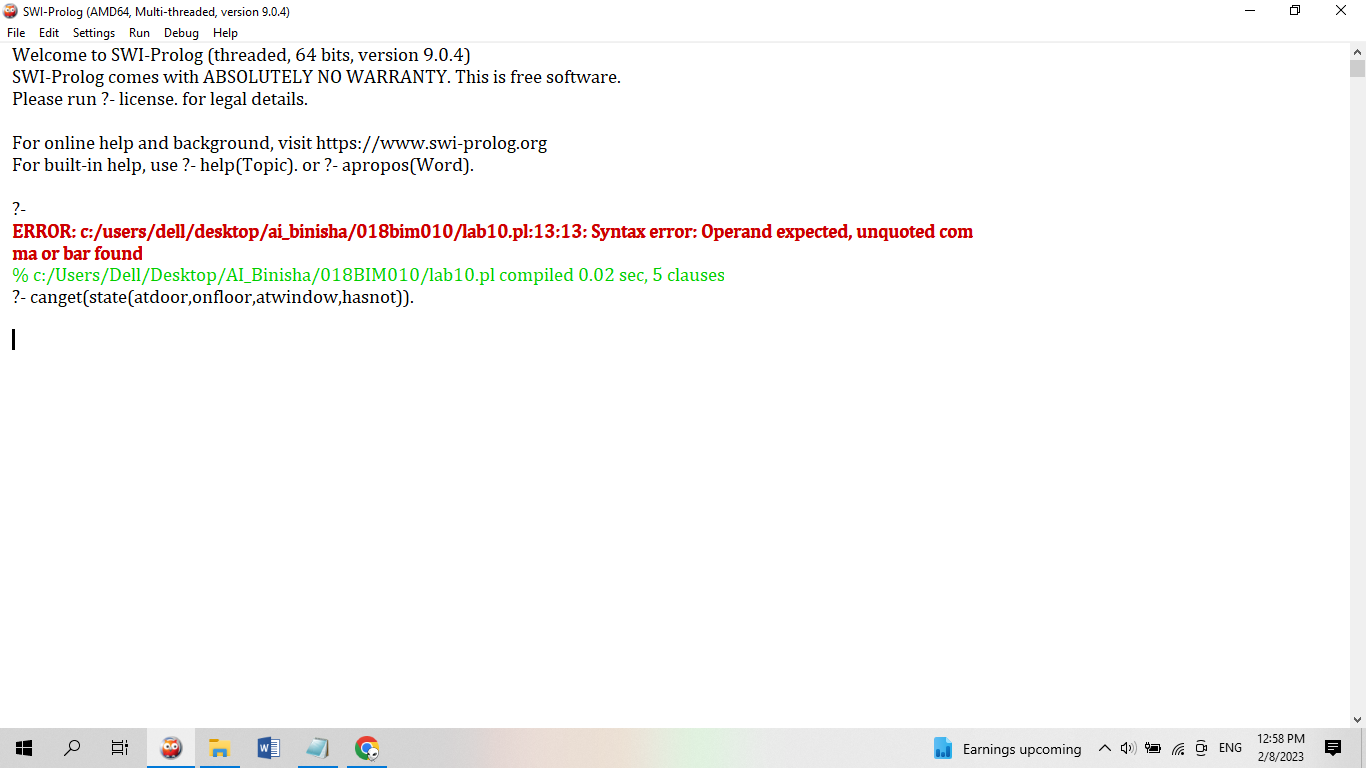 SWI-Prolog (AMD64, Multi-threaded, version 9.0.4)
File Edit Settings Run Debug Help
Welcome to SWI-Prolog (threaded, 64 bits, version 9.0.4)
SWI-Prolog comes with ABSOLUTELY NO WARRANTY. This is free software.
Please run ?- license. for legal details.
For online help and background, visit https://www.swi-prolog.org
For built-in help, use ?- help(Topic). or ?- apropos(Word).
?-
ERROR: c:/users/dell/desktop/ai_binisha/018bim010/lab10.pl:13:13: Syntax error: Operand expected, unquoted com
ma or bar found
% c:/Users/Dell/Desktop/AI_Binisha/018BIM010/lab10.pl compiled 0.02 sec, 5 clauses
?- canget(state(atdoor,onfloor,atwindow,hasnot)).
Earnings upcoming
ENG
12:58 PM
2/8/2023